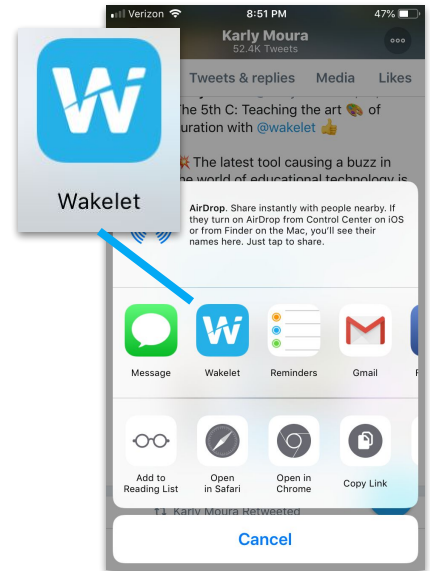 Verizon 8:51 PM 47%
Karly Moura
52.4K Tweets
Tweets & replies Media Likes
The 5th C: Teaching the art 🎨 of
curation with @wakelet 👍
💥 The latest tool causing a buzz in
the world of educational technology is
W
Wakelet
AirDrop. Share instantly with people nearby. If
they turn on AirDrop from Control Center on iOS
or from Finder on the Mac, you'll see their
names here. Just tap to share.
Message Wakelet Reminders Gmail F
Add to Reading List
Open in Safari
Open in Chrome
Copy Link
Karly Moura Retweeted
Cancel